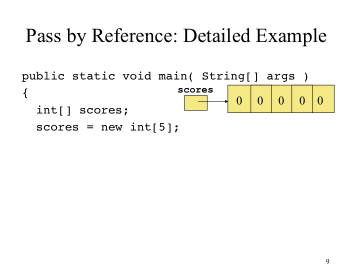 Pass by Reference: Detailed Example
public static void main( String[] args )
{
scores
0 0 0 0 0
int[] scores;
scores = new int[5];
9